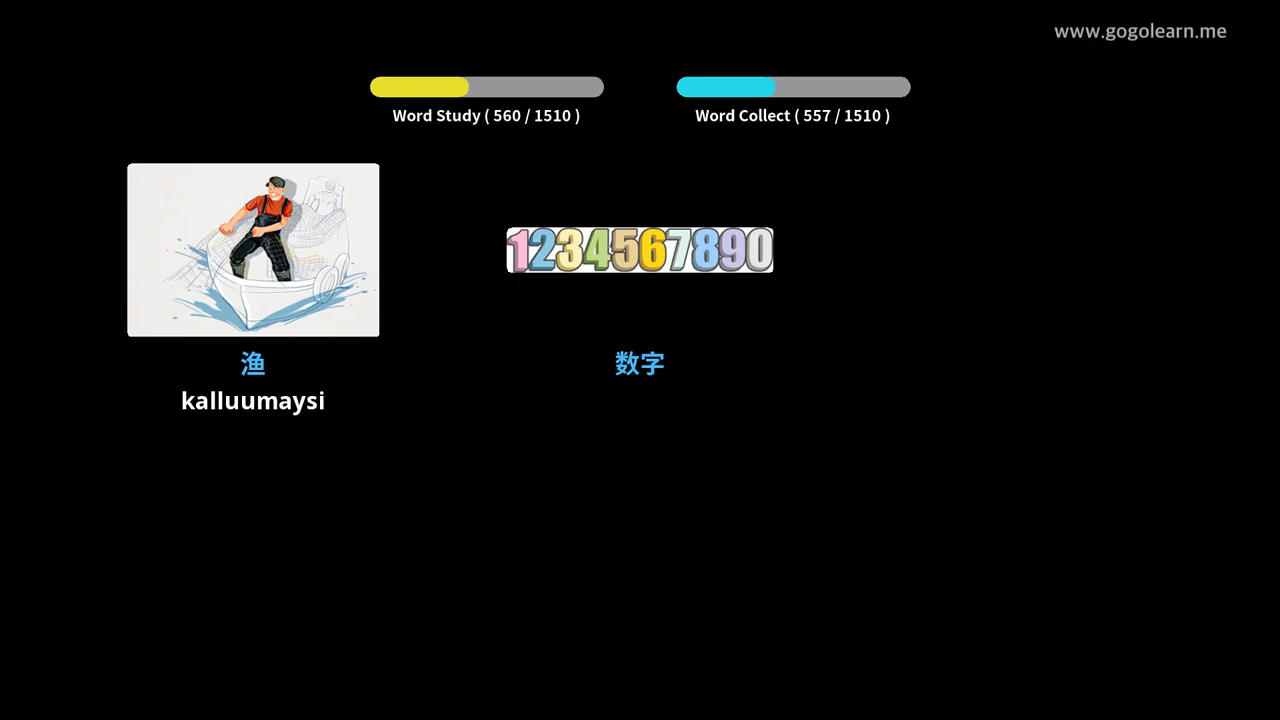 www.gogolearn.me
Word Study ( 560 / 1510 )
Word Collect ( 557 / 1510 )
1234567890
渔
数字
kalluumaysi